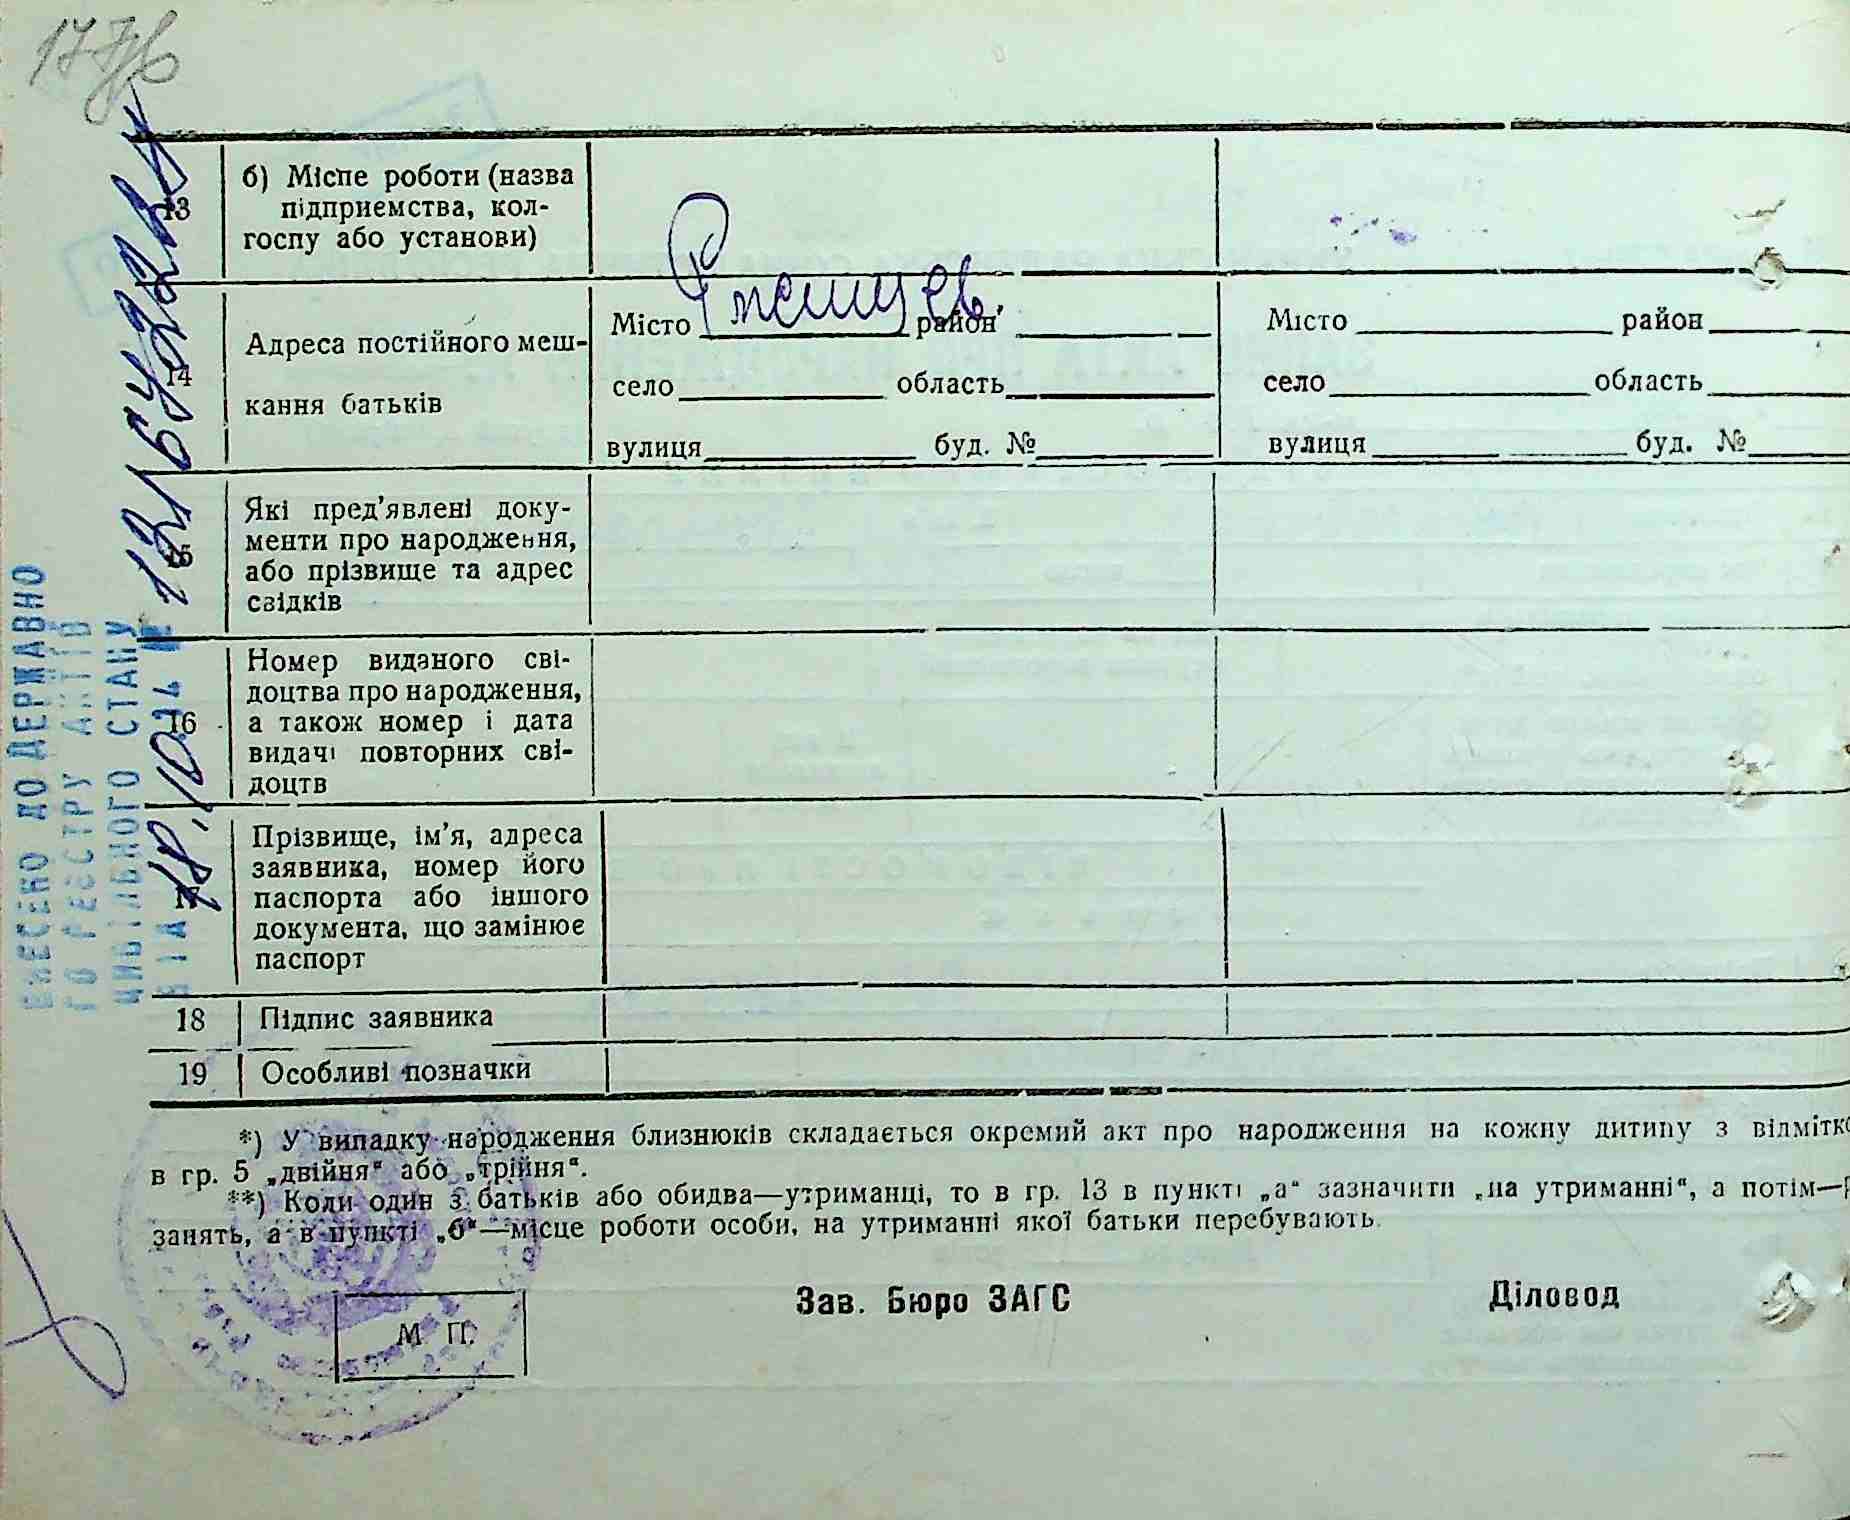 177зв
13
б) Місце роботи (назва
підприємства, кол-
госпу або установи)
Ржищев
14
Адреса постійного меш-
кання батьків
Місто район
село область
вулиця буд. №
Місто район
село область
вулиця буд. №
15
Які пред’явлені доку-
менти про народження,
або прізвище та адрес
свідків
16
Номер виданого сві-
доцтва про народження,
а також номер і дата
видачі повторних сві-
доцтв
17
Прізвище, ім’я, адреса
заявника, номер його
паспорта або іншого
документа, що замінює
паспорт
18 Підпис заявника
19 Особливі позначки
ВНЕСЕНО ДО ДЕРЖАВНО
ГО РЕЄСТРУ АКТІВ
ЦИВІЛЬНОГО СТАНУ
*) У випадку народження близнюків складається окремий акт про народження на кожну дитину з відмітко
в гр. 5 „двійня“ або „трійня“.
**) Коли один з батьків або обидва—утриманці, то в гр. 13 в пункті „а“ зазначити „на утриманні“, а потім—
занять, а в пункті „б“—місце роботи особи, на утриманні якої батьки перебувають.
М. П.
Зав. Бюро ЗАГС
Діловод